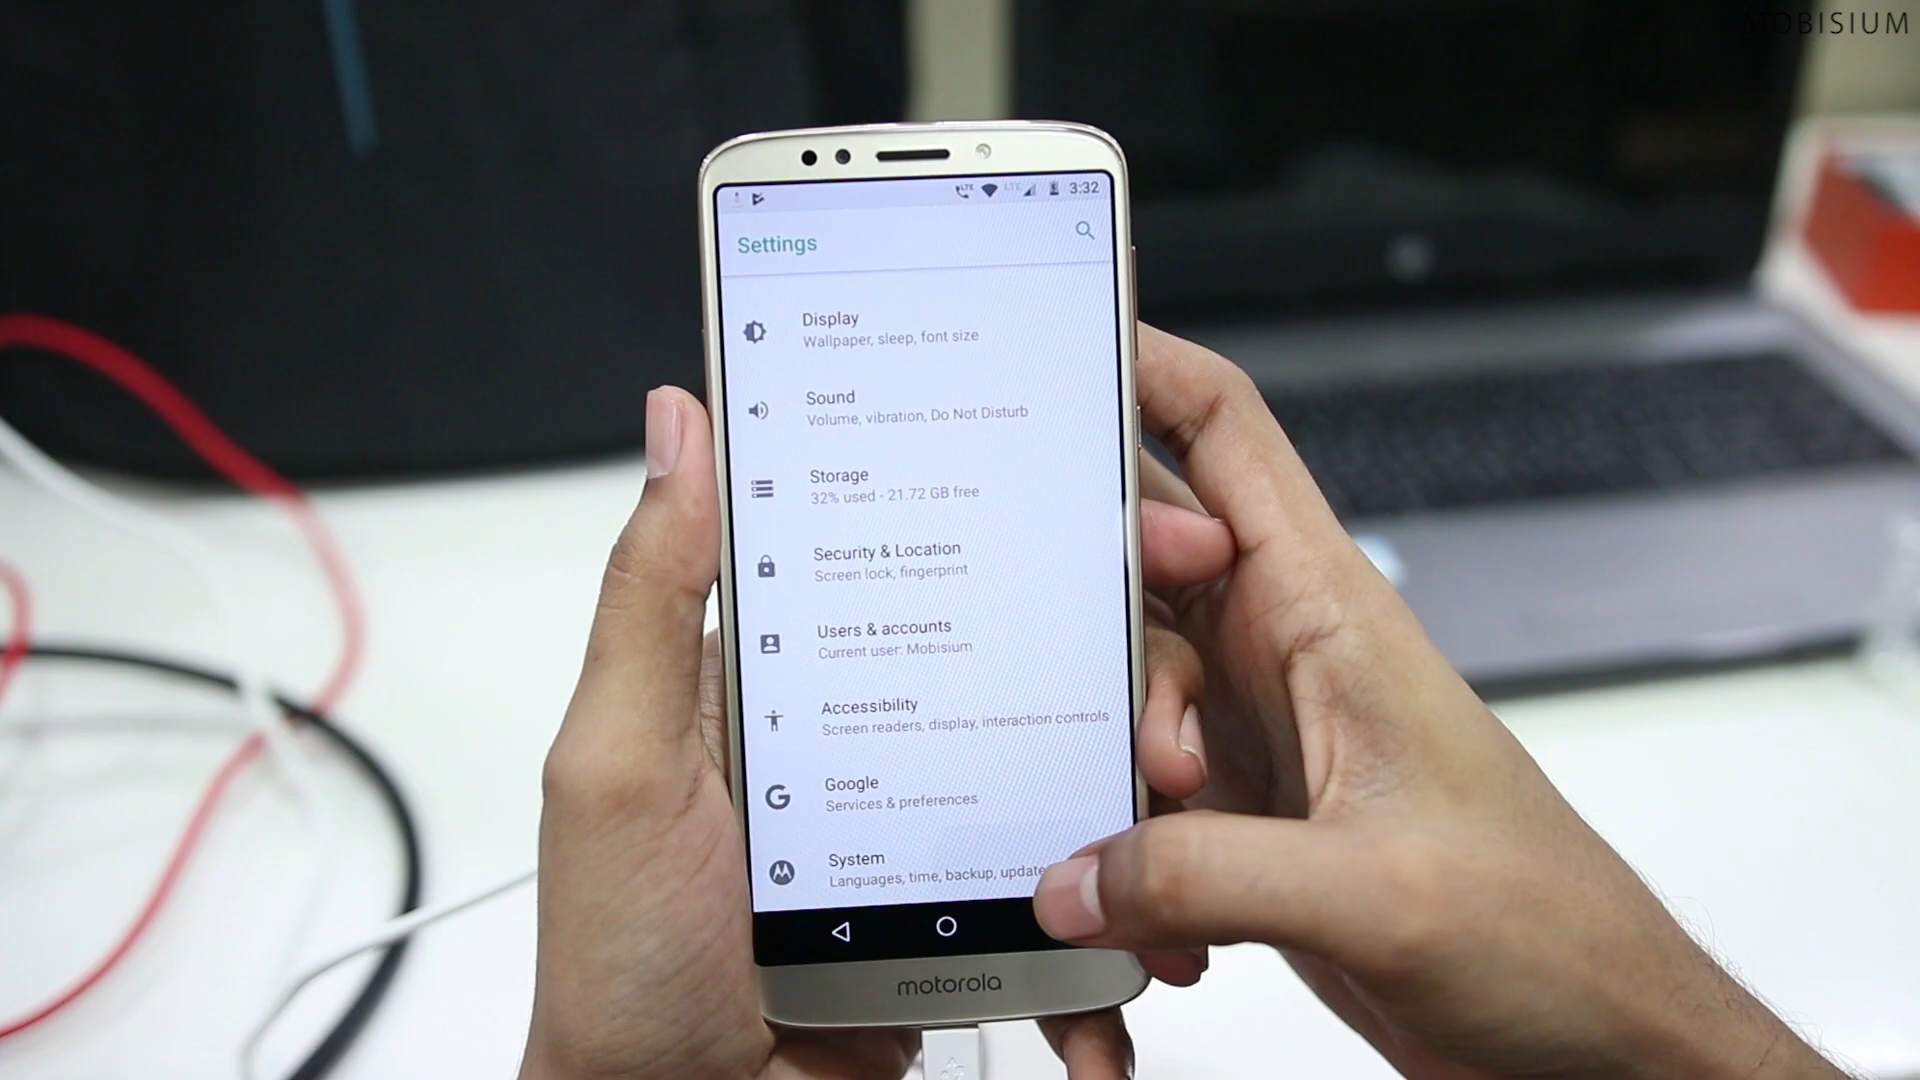 MOBISIUM
LTE LTE 3:32
Settings
Display
Wallpaper, sleep, font size
Sound
Volume, vibration, Do Not Disturb
Storage
32% used - 21.72 GB free
Security & Location
Screen lock, fingerprint
Users & accounts
Current user: Mobisium
Accessibility
Screen readers, display, interaction controls
Google
Services & preferences
System
Languages, time, backup, update
motorola